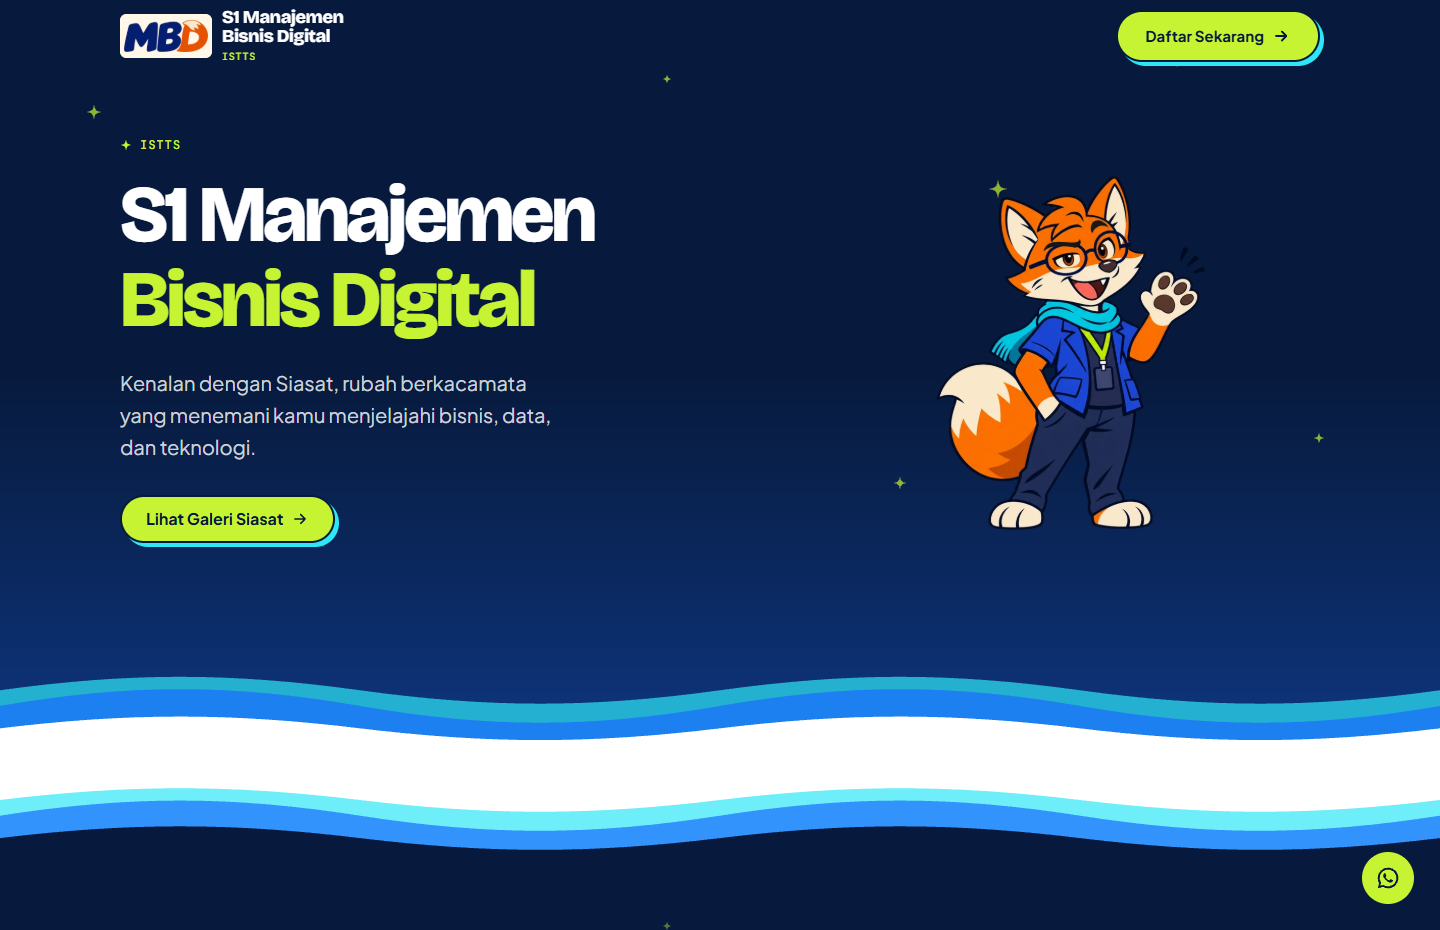 MBD
S1 Manajemen
Bisnis Digital
ISTTS
Daftar Sekarang
ISTTS
S1 Manajemen
Bisnis Digital
Kenalan dengan Siasat, rubah berkacamata
yang menemani kamu menjelajahi bisnis, data,
dan teknologi.
Lihat Galeri Siasat